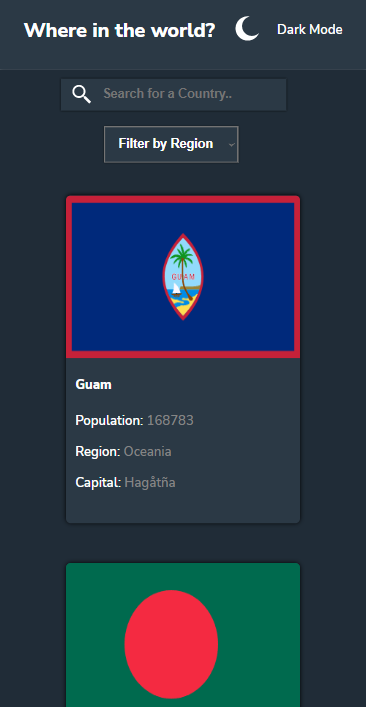 Where in the world?
Dark Mode
Search for a Country..
Filter by Region
GUAM
Guam
Population: 168783
Region: Oceania
Capital: Hagåtña